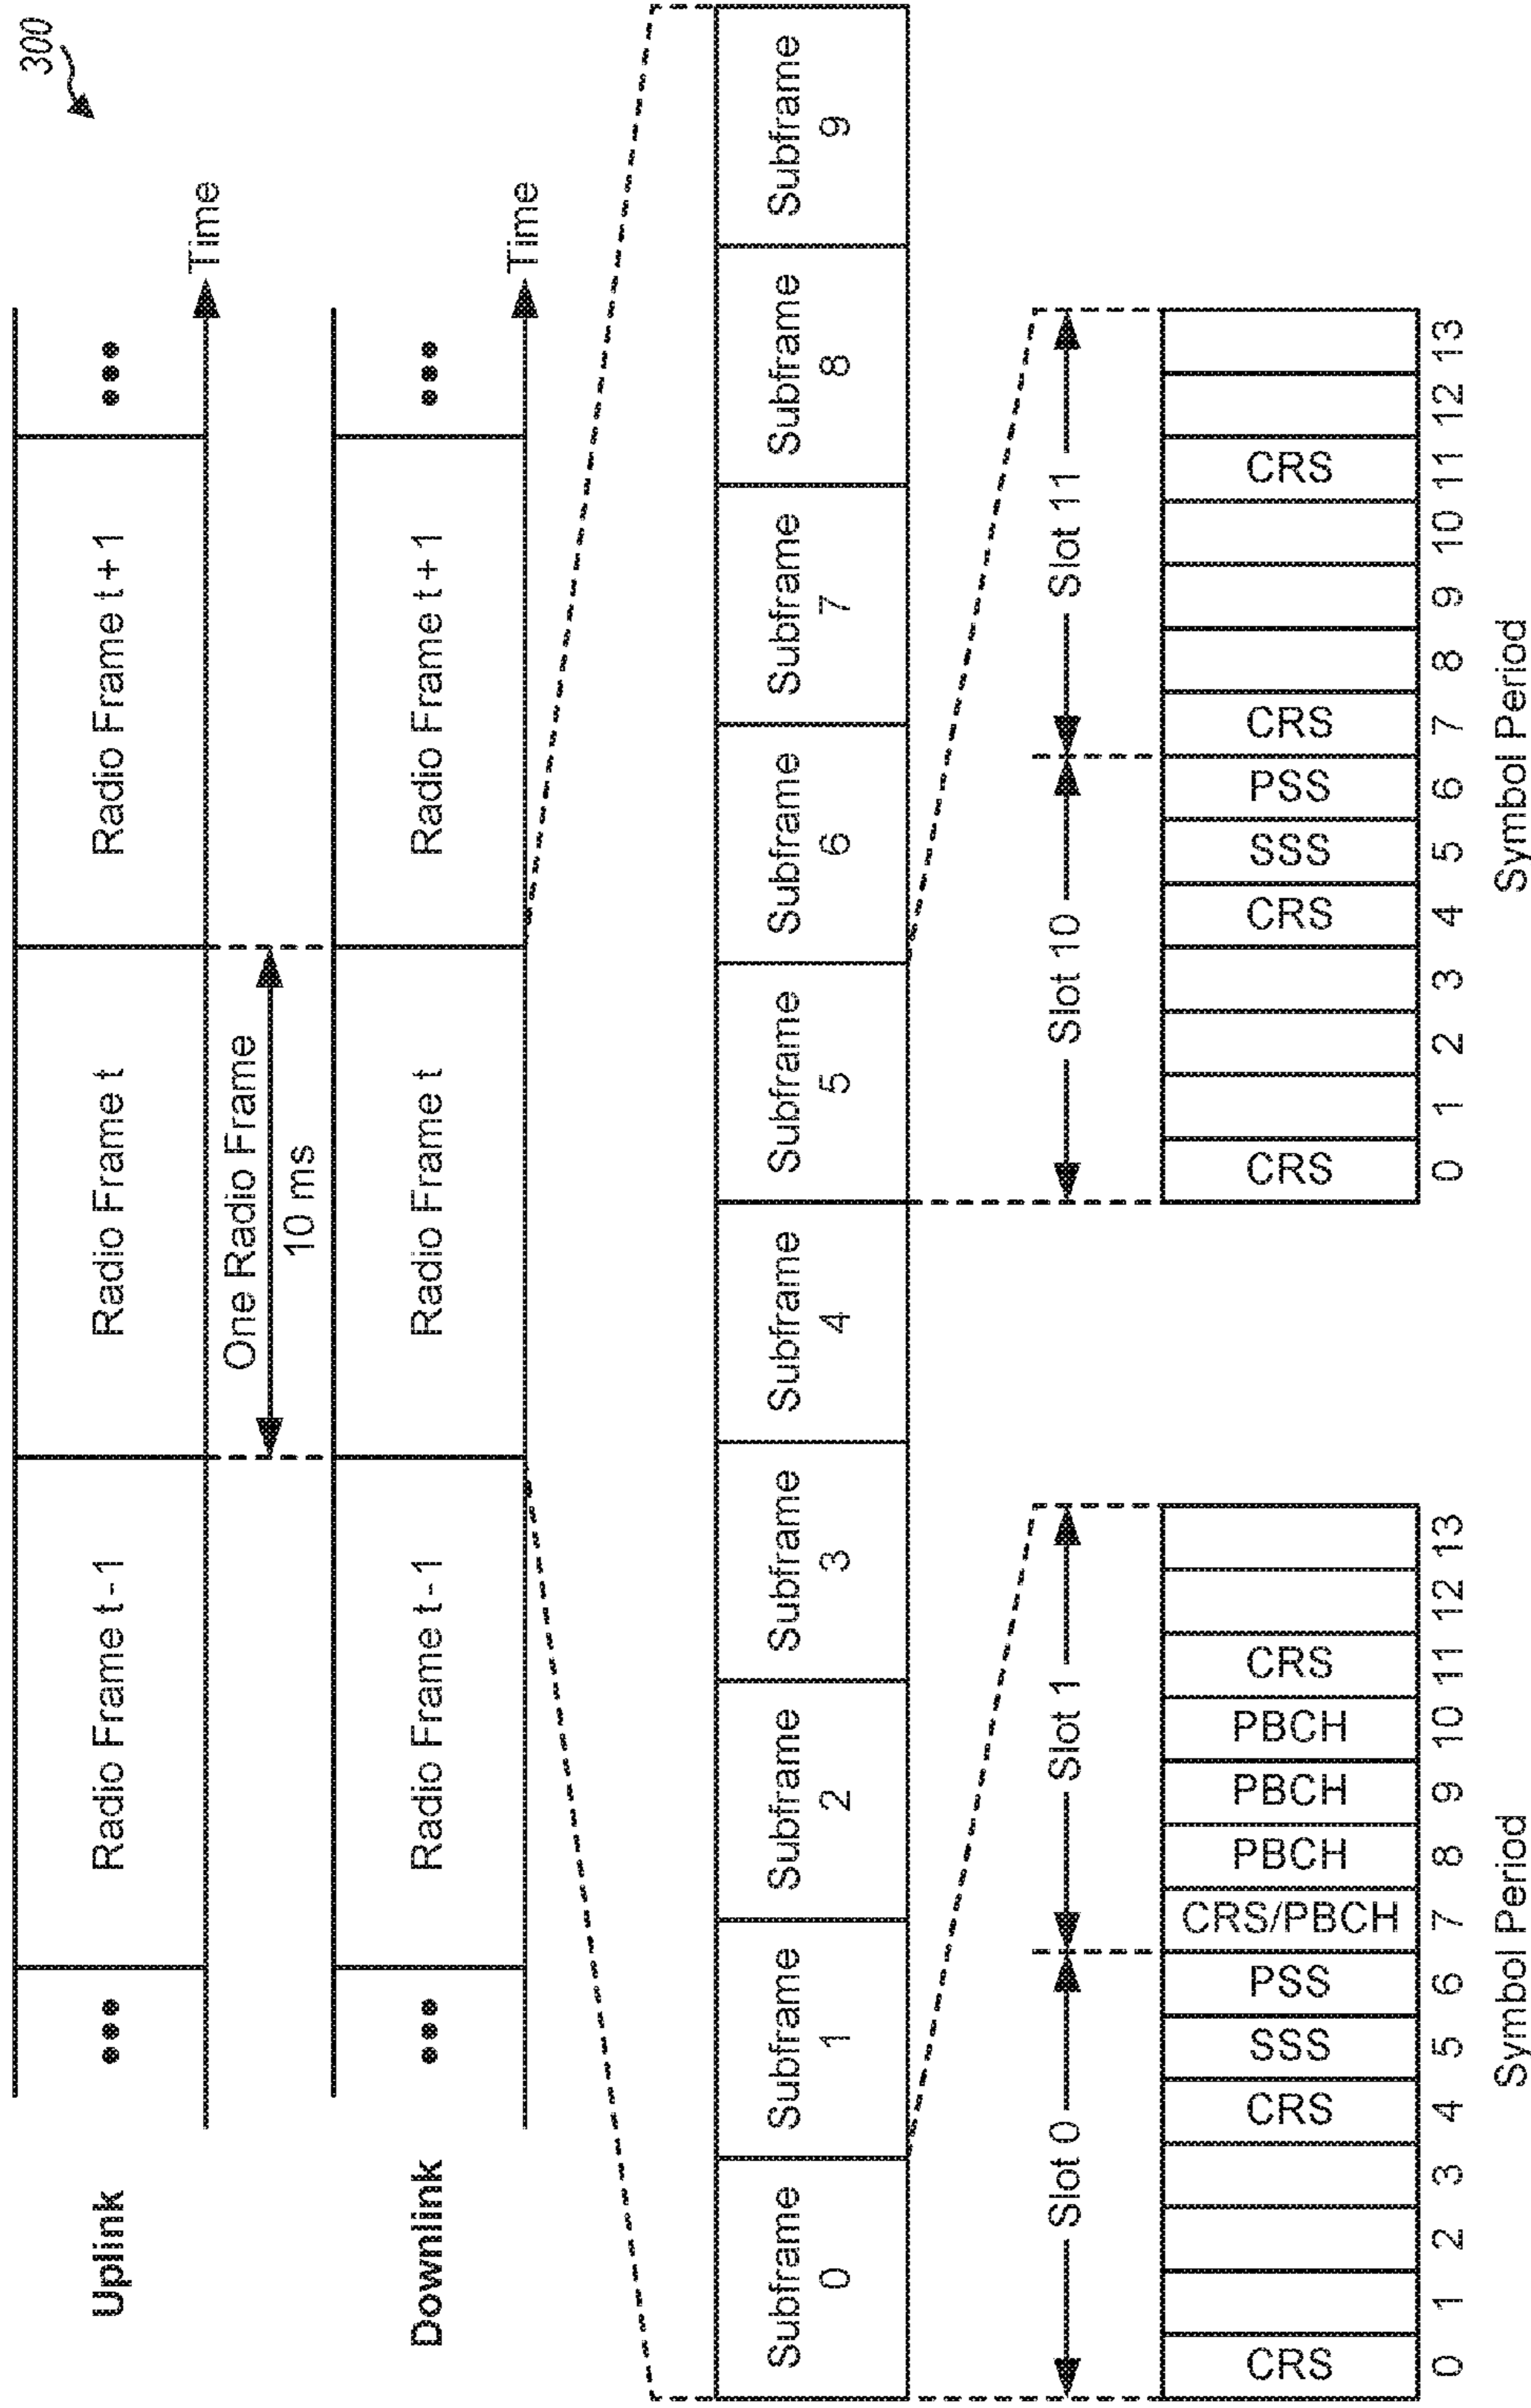 300
Uplink
●●●
Radio Frame t - 1
Radio Frame t
Radio Frame t + 1
●●●
Time
One Radio Frame
10 ms
Downlink
●●●
Radio Frame t - 1
Radio Frame t
Radio Frame t + 1
●●●
Time
Subframe
0
Subframe
1
Subframe
2
Subframe
3
Subframe
4
Subframe
5
Subframe
6
Subframe
7
Subframe
8
Subframe
9
Slot 0
Slot 1
CRS
CRS
SSS
PSS
CRS/PBCH
PBCH
PBCH
PBCH
CRS
0 1 2 3 4 5 6 7 8 9 10 11 12 13
Symbol Period
Slot 10
Slot 11
CRS
CRS
SSS
PSS
CRS
CRS
0 1 2 3 4 5 6 7 8 9 10 11 12 13
Symbol Period